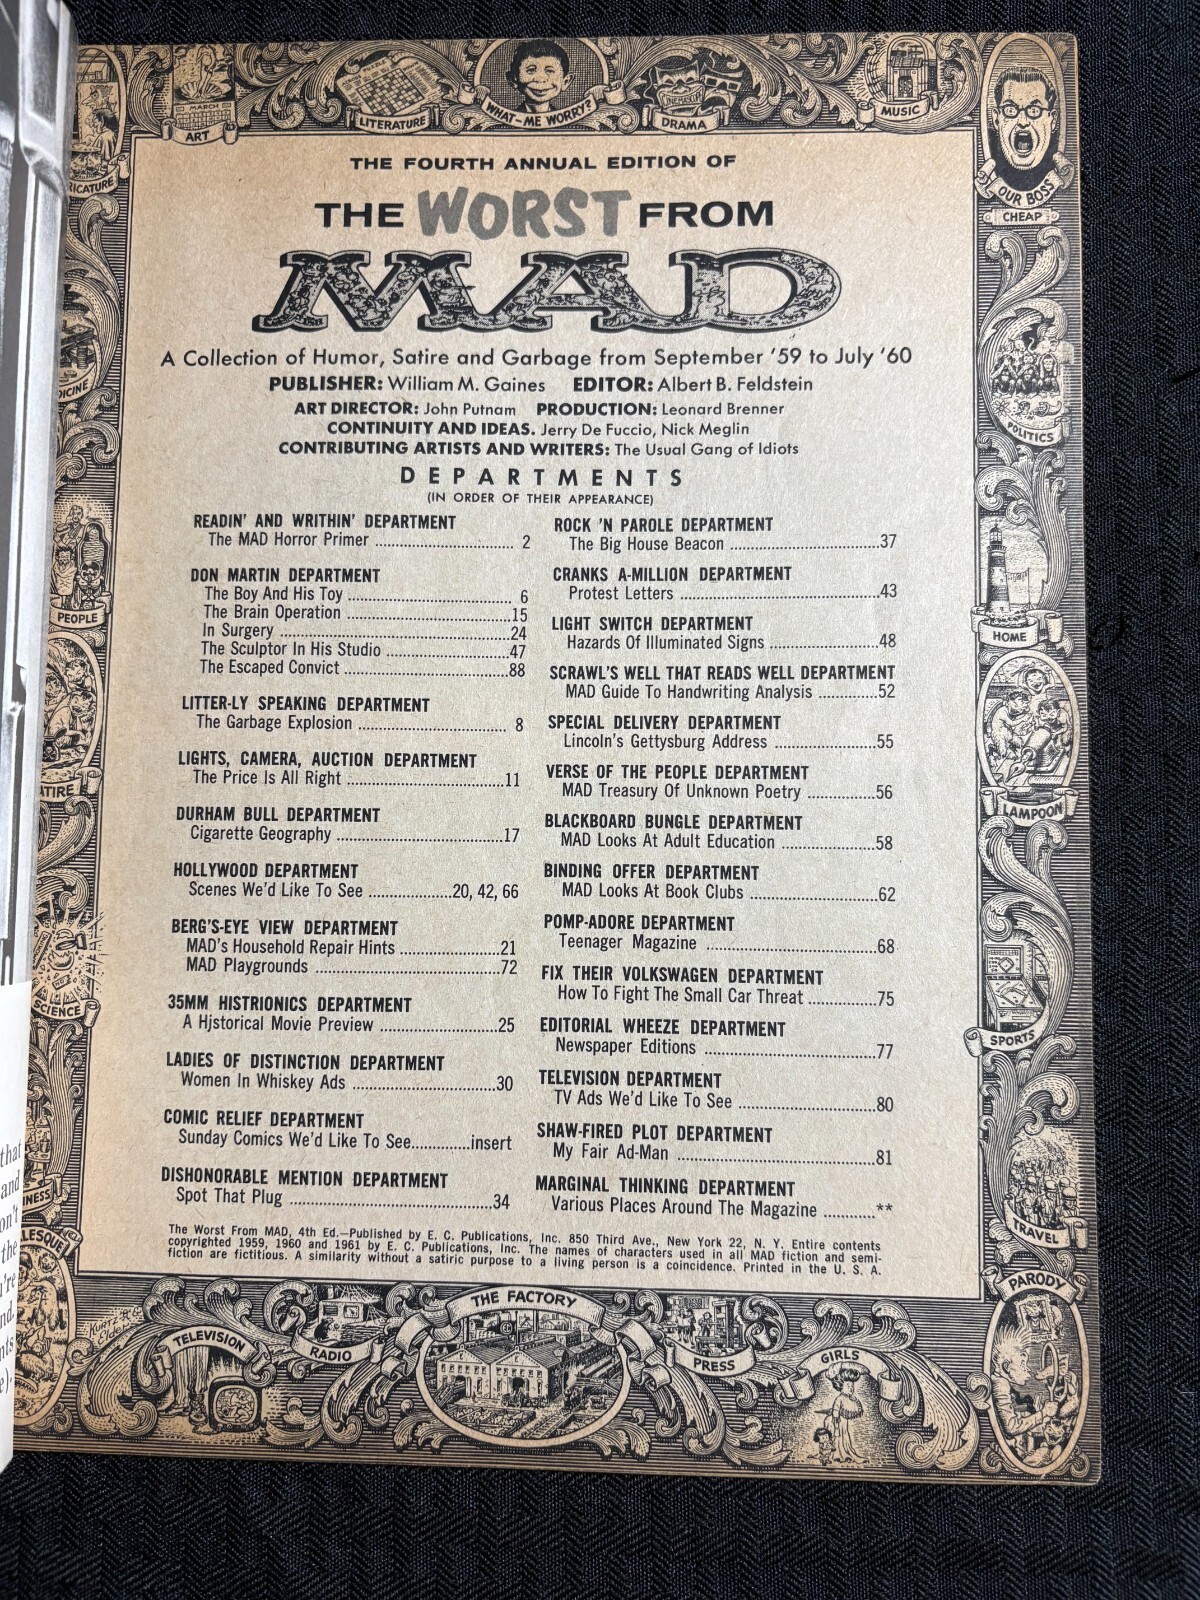 ART
MARCH
LITERATURE
WHAT-ME WORRY?
DRAMA
MUSIC
OUR BOSS
CHEAP
RICATURE
THE FOURTH ANNUAL EDITION OF
THE WORST FROM
MAD
A Collection of Humor, Satire and Garbage from September '59 to July '60
PUBLISHER: William M. Gaines EDITOR: Albert B. Feldstein
ART DIRECTOR: John Putnam PRODUCTION: Leonard Brenner
CONTINUITY AND IDEAS. Jerry De Fuccio, Nick Meglin
CONTRIBUTING ARTISTS AND WRITERS: The Usual Gang of Idiots
DEPARTMENTS
(IN ORDER OF THEIR APPEARANCE)
READIN' AND WRITHIN' DEPARTMENT
The MAD Horror Primer 2
DON MARTIN DEPARTMENT
The Boy And His Toy 6
The Brain Operation 15
In Surgery 24
The Sculptor In His Studio 47
The Escaped Convict 88
LITTER-LY SPEAKING DEPARTMENT
The Garbage Explosion 8
LIGHTS, CAMERA, AUCTION DEPARTMENT
The Price Is All Right 11
DURHAM BULL DEPARTMENT
Cigarette Geography 17
HOLLYWOOD DEPARTMENT
Scenes We'd Like To See 20, 42, 66
BERG'S-EYE VIEW DEPARTMENT
MAD's Household Repair Hints 21
MAD Playgrounds 72
35MM HISTRIONICS DEPARTMENT
A Hjstorical Movie Preview 25
LADIES OF DISTINCTION DEPARTMENT
Women In Whiskey Ads 30
COMIC RELIEF DEPARTMENT
Sunday Comics We'd Like To See insert
DISHONORABLE MENTION DEPARTMENT
Spot That Plug 34
ROCK 'N PAROLE DEPARTMENT
The Big House Beacon 37
CRANKS A-MILLION DEPARTMENT
Protest Letters 43
LIGHT SWITCH DEPARTMENT
Hazards Of Illuminated Signs 48
SCRAWL'S WELL THAT READS WELL DEPARTMENT
MAD Guide To Handwriting Analysis 52
SPECIAL DELIVERY DEPARTMENT
Lincoln's Gettysburg Address 55
VERSE OF THE PEOPLE DEPARTMENT
MAD Treasury Of Unknown Poetry 56
BLACKBOARD BUNGLE DEPARTMENT
MAD Looks At Adult Education 58
BINDING OFFER DEPARTMENT
MAD Looks At Book Clubs 62
POMP-ADORE DEPARTMENT
Teenager Magazine 68
FIX THEIR VOLKSWAGEN DEPARTMENT
How To Fight The Small Car Threat 75
EDITORIAL WHEEZE DEPARTMENT
Newspaper Editions 77
TELEVISION DEPARTMENT
TV Ads We'd Like To See 80
SHAW-FIRED PLOT DEPARTMENT
My Fair Ad-Man 81
MARGINAL THINKING DEPARTMENT
Various Places Around The Magazine **
The Worst From MAD, 4th Ed.—Published by E. C. Publications, Inc. 850 Third Ave., New York 22, N. Y. Entire contents
copyrighted 1959, 1960 and 1961 by E. C. Publications, Inc. The names of characters used in all MAD fiction and semi-
fiction are fictitious. A similarity without a satiric purpose to a living person is a coincidence. Printed in the U. S. A.
DICINE
PEOPLE
ATIRE
SCIENCE
NESS
LESQUE
POLITICS
HOME
LAMPOON
SPORTS
TRAVEL
PARODY
TELEVISION
RADIO
THE FACTORY
PRESS
GIRLS
that
and
on't
the
u're
nd.
nts
e).